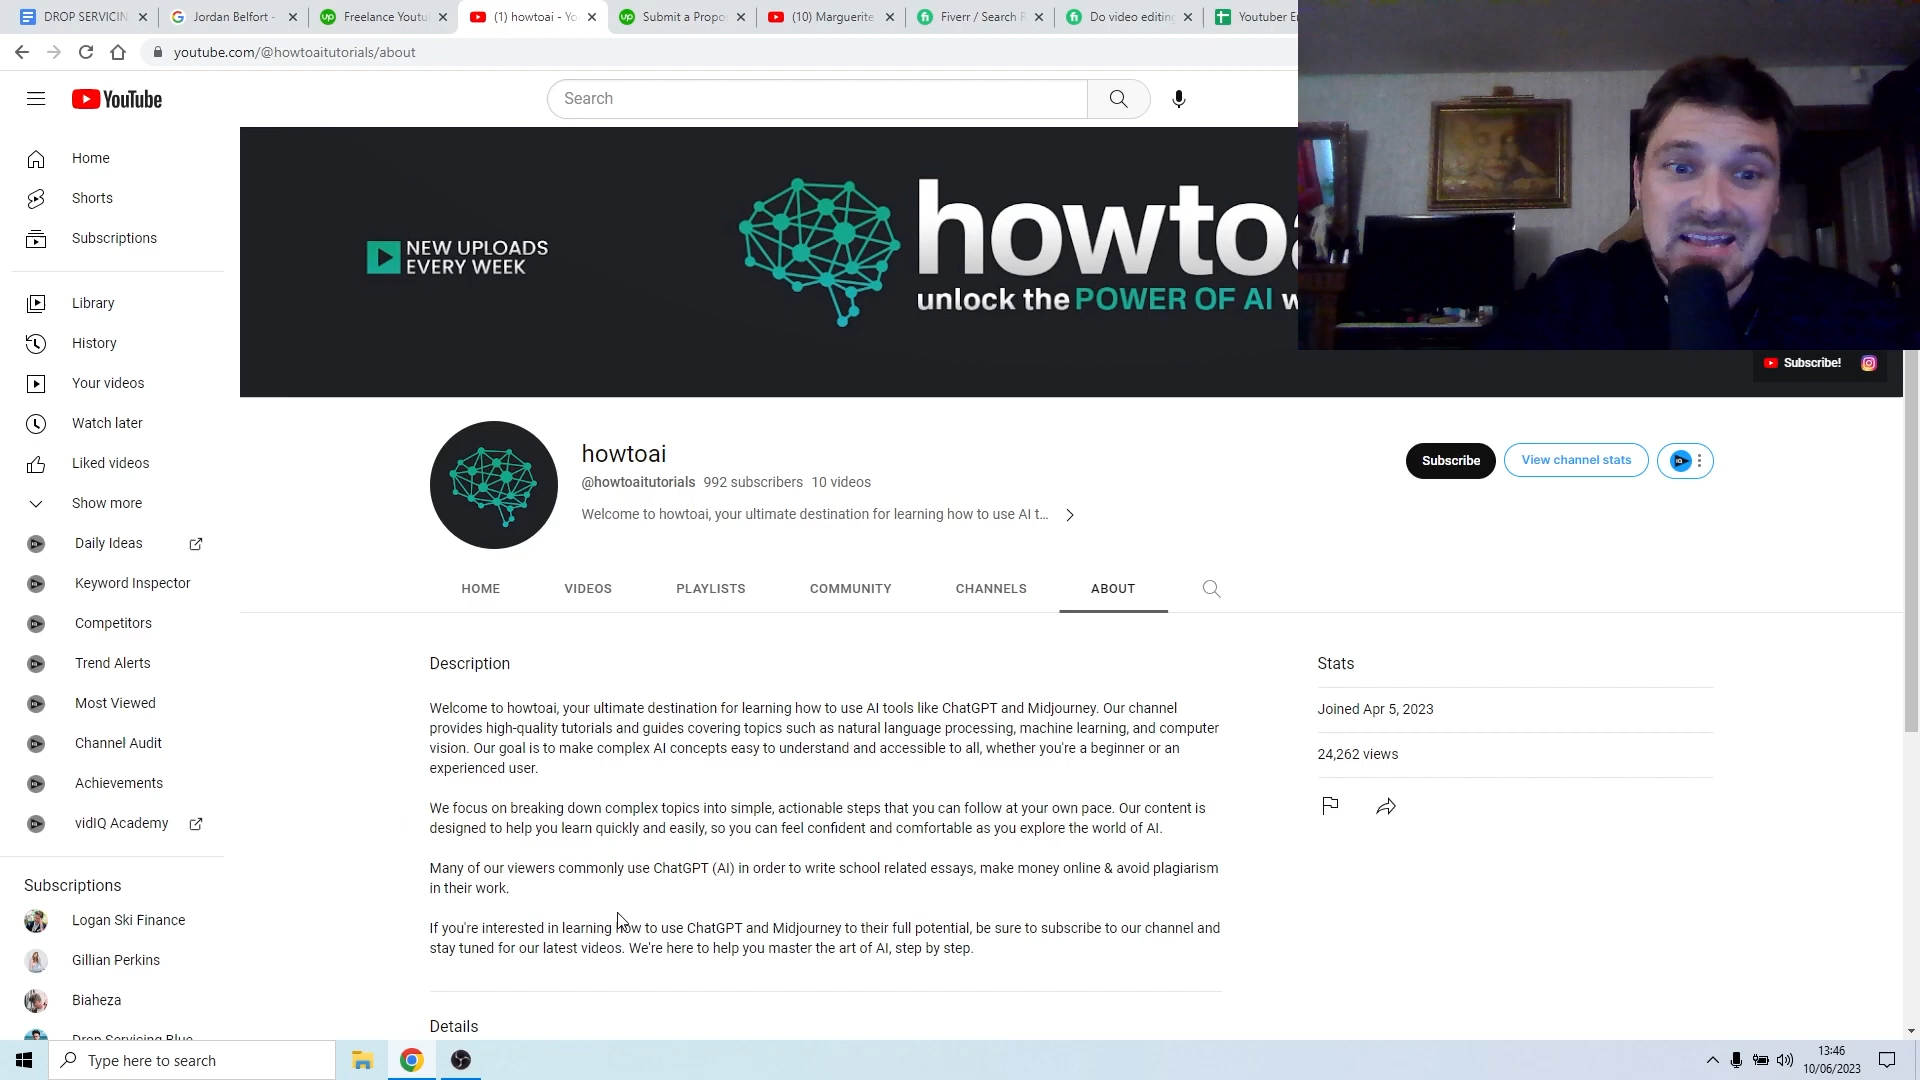 DROP SERVICIN
Jordan Belfort -
Freelance Youtu
(1) howtoai - Yo
Submit a Propo
(10) Marguerite
Fiverr / Search
Do video editin
Youtuber
youtube.com/@howtoaitutorials/about
YouTube
Search
Home
Shorts
Subscriptions
Library
History
Your videos
Watch later
Liked videos
Show more
Daily Ideas
Keyword Inspector
Competitors
Trend Alerts
Most Viewed
Channel Audit
Achievements
vidIQ Academy
Subscriptions
Logan Ski Finance
Gillian Perkins
Biaheza
Drop Servicing Blue
NEW UPLOADS
EVERY WEEK
howto
unlock the POWER OF AI w
Subscribe!
howtoai
@howtoaitutorials 992 subscribers 10 videos
Welcome to howtoai, your ultimate destination for learning how to use AI t...
Subscribe
View channel stats
HOME
VIDEOS
PLAYLISTS
COMMUNITY
CHANNELS
ABOUT
Description
Welcome to howtoai, your ultimate destination for learning how to use AI tools like ChatGPT and Midjourney. Our channel
provides high-quality tutorials and guides covering topics such as natural language processing, machine learning, and computer
vision. Our goal is to make complex AI concepts easy to understand and accessible to all, whether you're a beginner or an
experienced user.
We focus on breaking down complex topics into simple, actionable steps that you can follow at your own pace. Our content is
designed to help you learn quickly and easily, so you can feel confident and comfortable as you explore the world of AI.
Many of our viewers commonly use ChatGPT (AI) in order to write school related essays, make money online & avoid plagiarism
in their work.
If you're interested in learning how to use ChatGPT and Midjourney to their full potential, be sure to subscribe to our channel and
stay tuned for our latest videos. We're here to help you master the art of AI, step by step.
Details
Stats
Joined Apr 5, 2023
24,262 views
Type here to search
13:46
10/06/2023